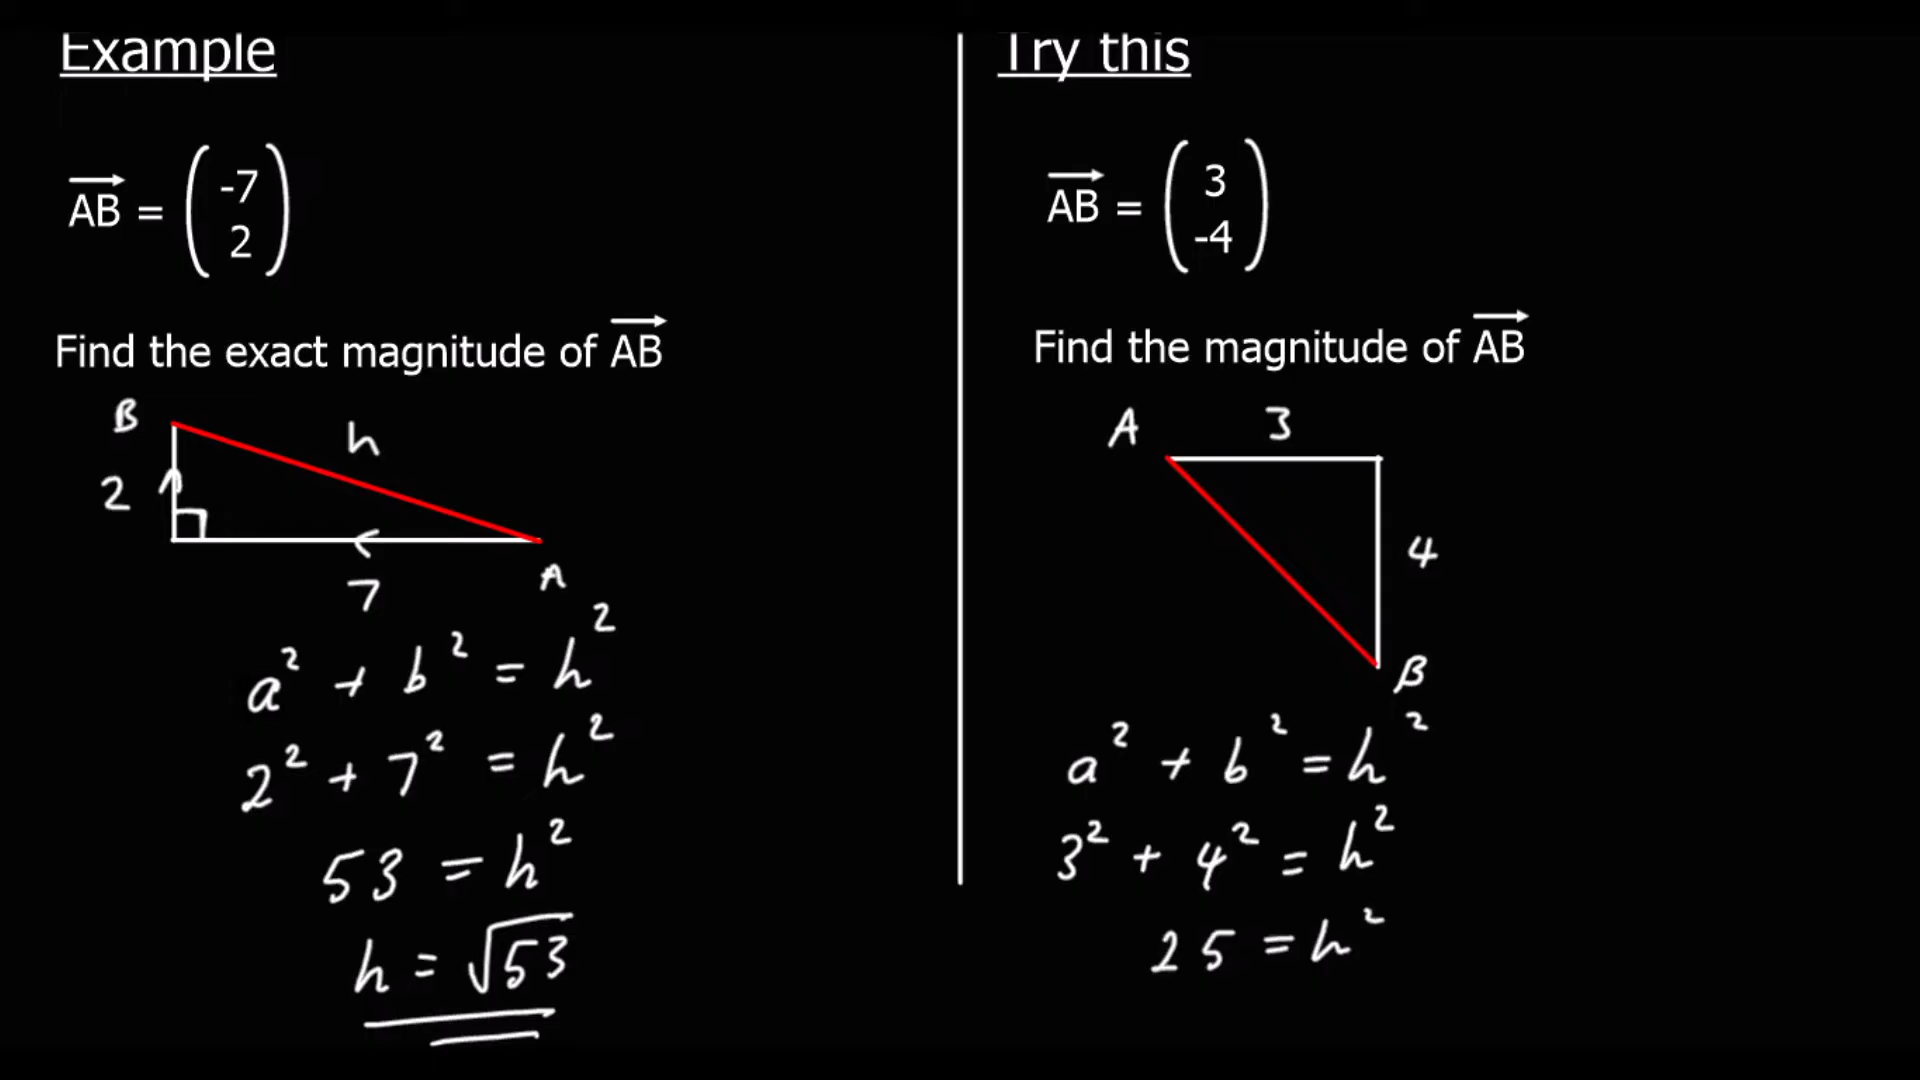 Example
AB = ( -7
2 )
Find the exact magnitude of AB
B
h
2
7
A
a² + b² = h²
2² + 7² = h²
53 = h²
h = √53
Try this
AB = ( 3
-4 )
Find the magnitude of AB
A
3
4
B
a² + b² = h²
3² + 4² = h²
25 = h²